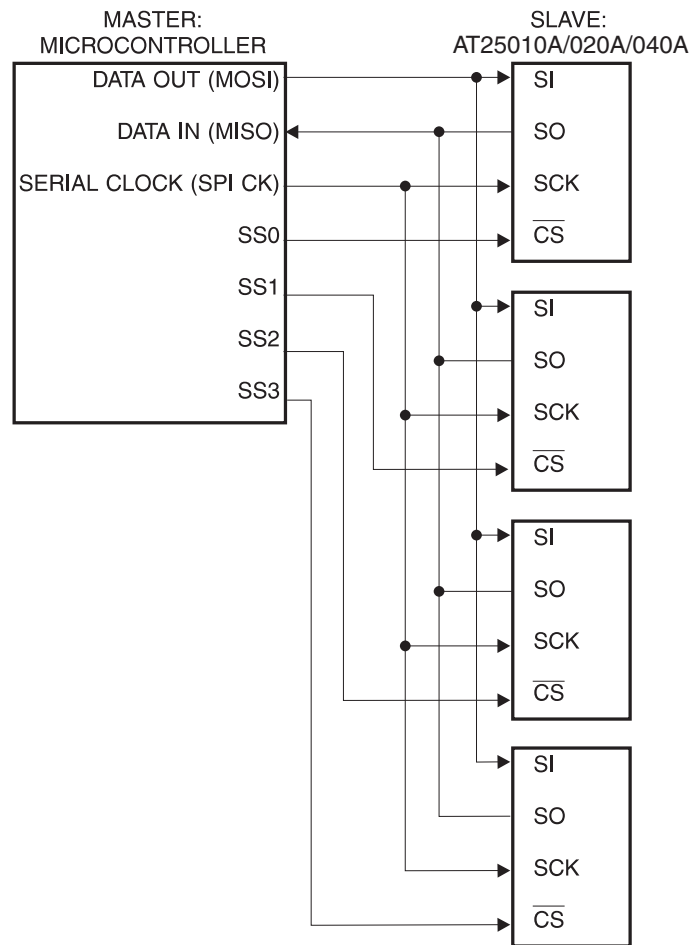 MASTER:
MICROCONTROLLER
DATA OUT (MOSI)
DATA IN (MISO)
SERIAL CLOCK (SPI CK)
SS0
SS1
SS2
SS3
SLAVE:
AT25010A/020A/040A
SI
SO
SCK
CS
SI
SO
SCK
CS
SI
SO
SCK
CS
SI
SO
SCK
CS